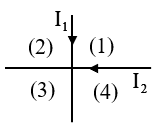 I₁
(2) (1)
(3) (4) I₂